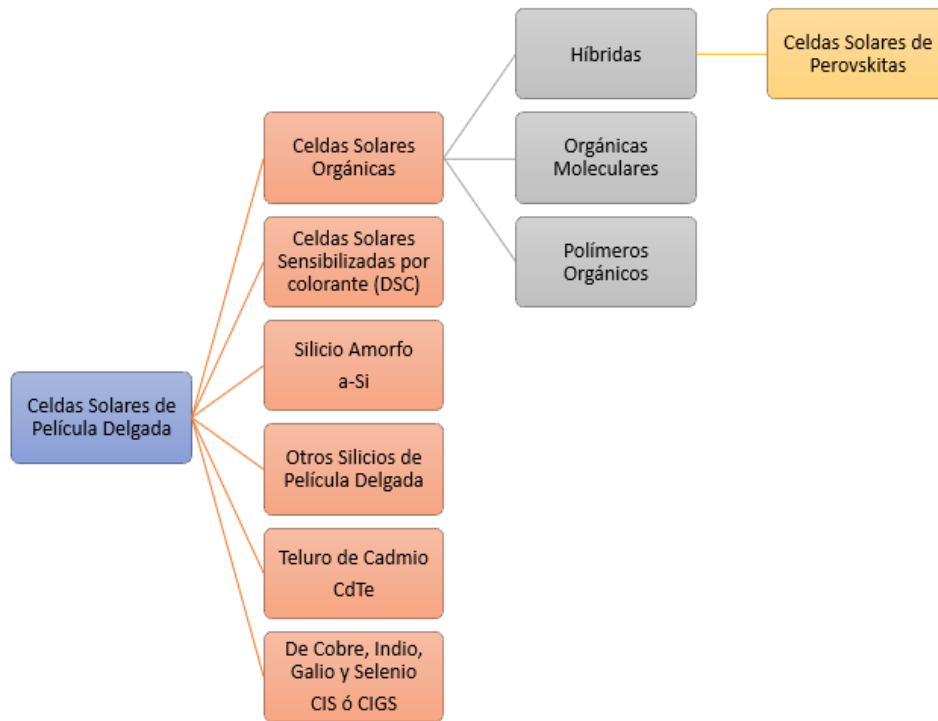 Híbridas
Celdas Solares de
Perovskitas
Celdas Solares
Orgánicas
Orgánicas
Moleculares
Celdas Solares
Sensibilizadas por
colorante (DSC)
Polímeros
Orgánicos
Silicio Amorfo
a-Si
Celdas Solares de
Película Delgada
Otros Silicios de
Película Delgada
Teluro de Cadmio
CdTe
De Cobre, Indio,
Galio y Selenio
CIS ó CIGS